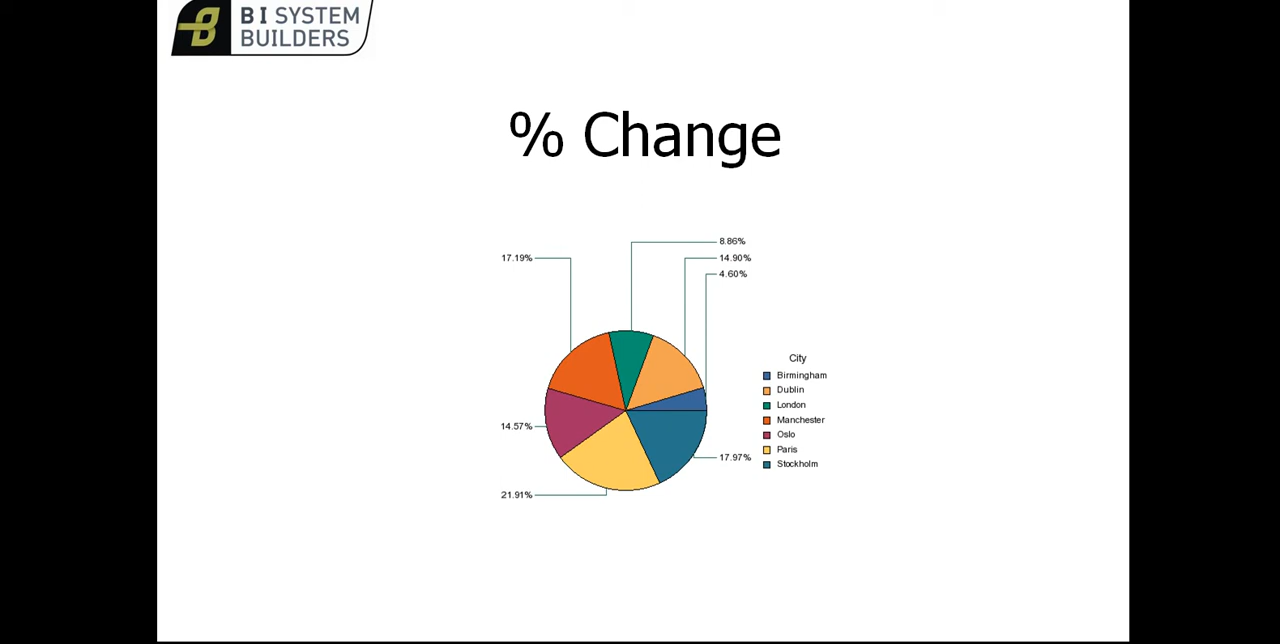 BI SYSTEM
BUILDERS
% Change
8.86%
17.19%
14.90%
4.60%
City
Birmingham
Dublin
London
Manchester
14.57%
Oslo
Paris
17.97%
Stockholm
21.91%